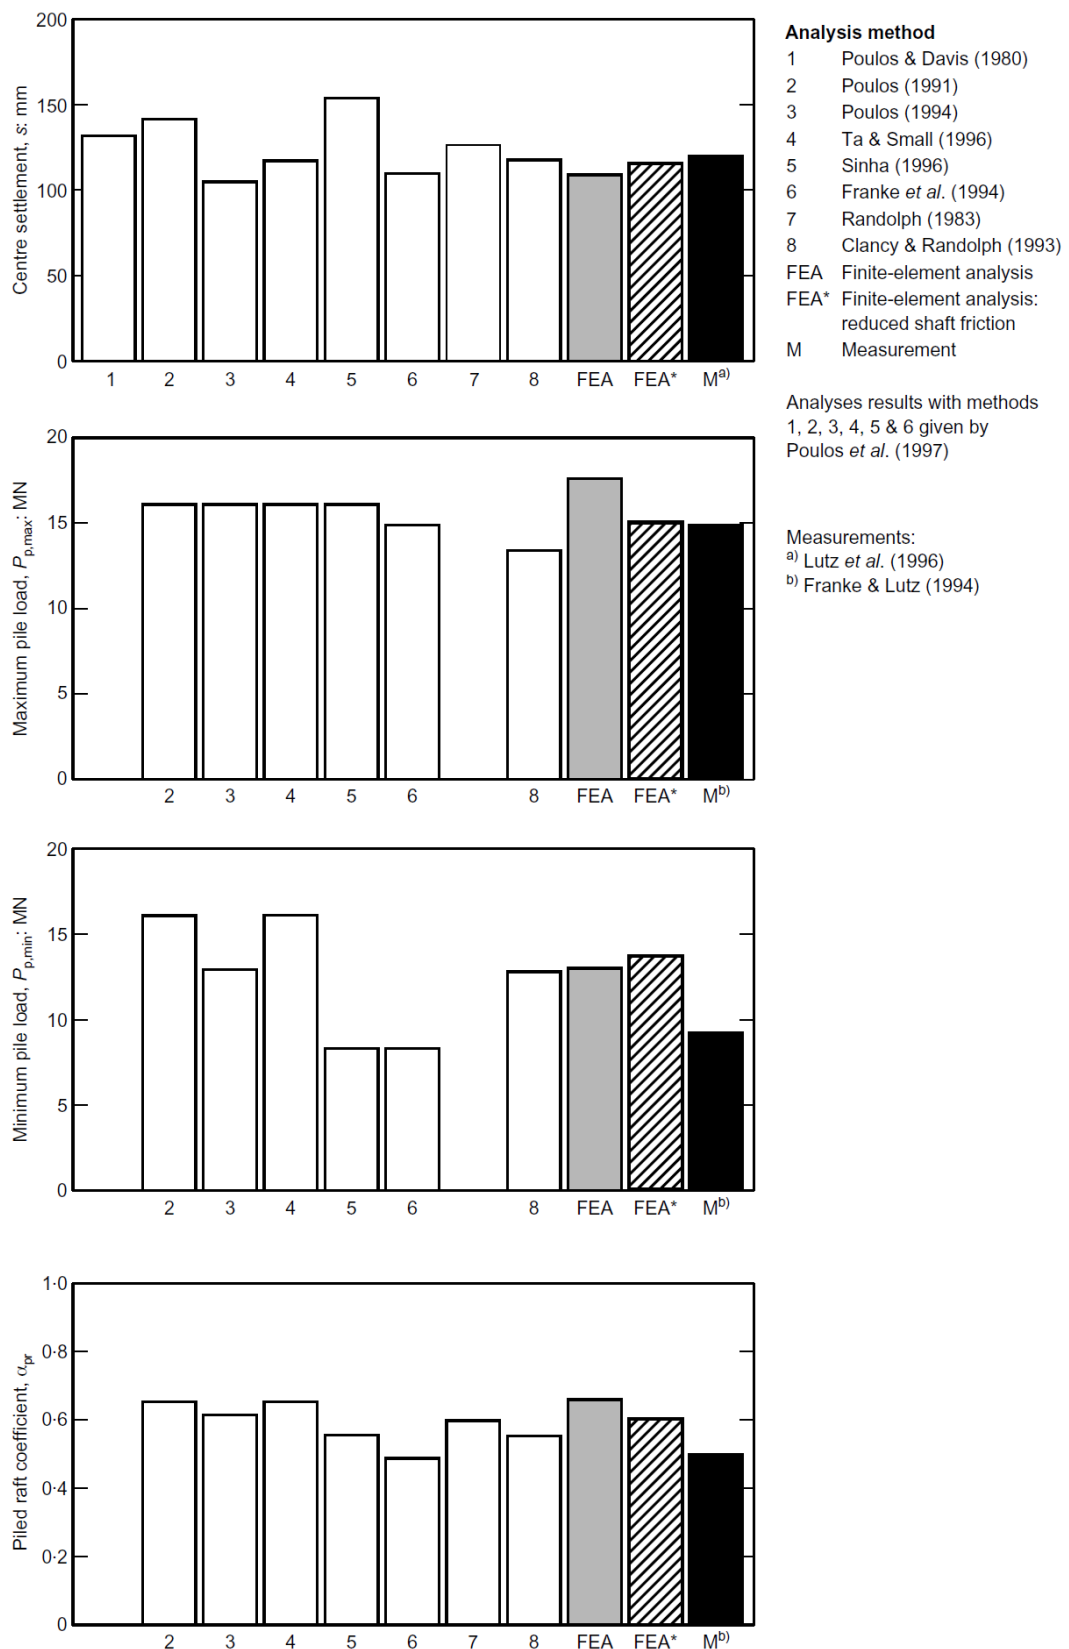 200
150
100
50
0
Centre settlement, s: mm
1 2 3 4 5 6 7 8 FEA FEA* Mᵃ⁾
20
15
10
5
0
Maximum pile load, Pp,max: MN
2 3 4 5 6 8 FEA FEA* Mᵇ⁾
20
15
10
5
0
Minimum pile load, Pp,min: MN
2 3 4 5 6 8 FEA FEA* Mᵇ⁾
1·0
0·8
0·6
0·4
0·2
0
Piled raft coefficient, αpr
2 3 4 5 6 7 8 FEA FEA* Mᵇ⁾
Analysis method
1 Poulos & Davis (1980)
2 Poulos (1991)
3 Poulos (1994)
4 Ta & Small (1996)
5 Sinha (1996)
6 Franke et al. (1994)
7 Randolph (1983)
8 Clancy & Randolph (1993)
FEA Finite-element analysis
FEA* Finite-element analysis:
reduced shaft friction
M Measurement
Analyses results with methods
1, 2, 3, 4, 5 & 6 given by
Poulos et al. (1997)
Measurements:
ᵃ⁾ Lutz et al. (1996)
ᵇ⁾ Franke & Lutz (1994)